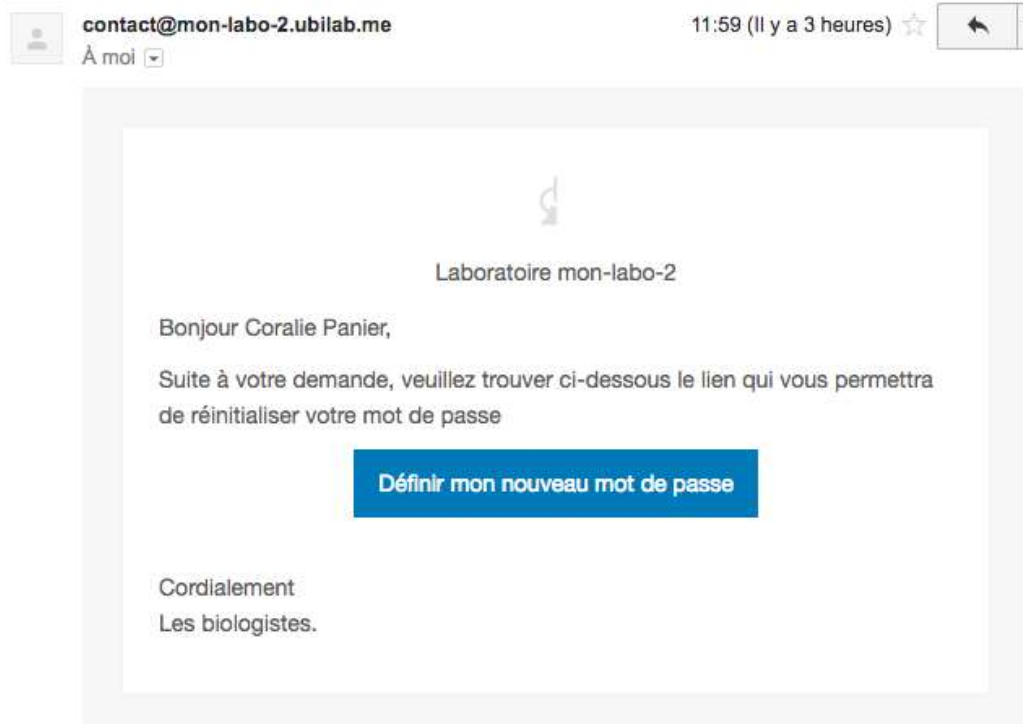 contact@mon-labo-2.ubilab.me 11:59 (Il y a 3 heures)
À moi
Laboratoire mon-labo-2
Bonjour Coralie Panier,
Suite à votre demande, veuillez trouver ci-dessous le lien qui vous permettra
de réinitialiser votre mot de passe
Définir mon nouveau mot de passe
Cordialement
Les biologistes.